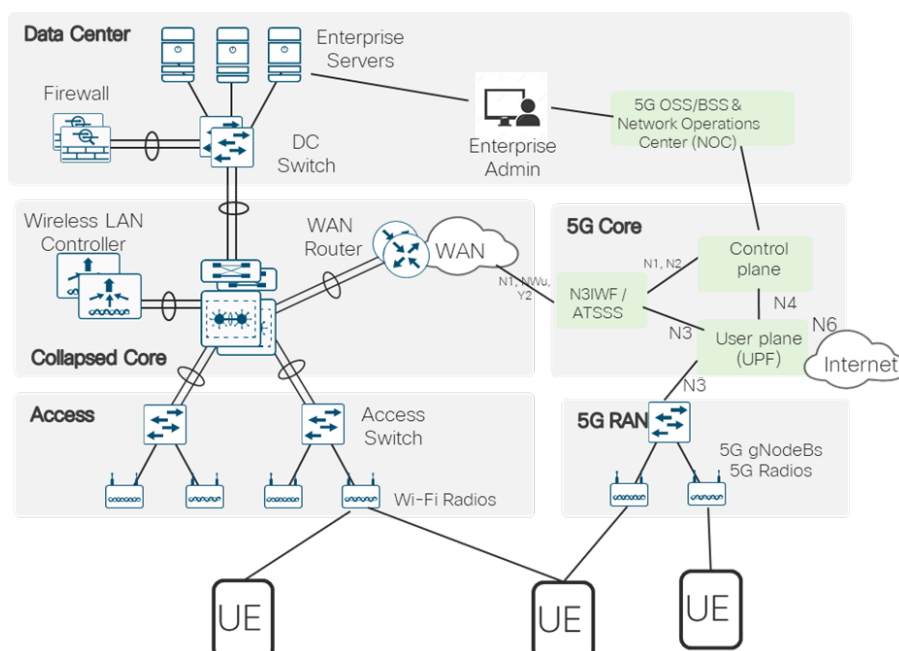 Data Center
Enterprise
Servers
Firewall
DC
Switch
Enterprise
Admin
5G OSS/BSS &
Network Operations
Center (NOC)
Wireless LAN
Controller
WAN
Router
WAN
Collapsed Core
5G Core
Control
plane
N1, N2
N1, NWu,
Y2
N3IWF /
ATSSS
N4
N3
N6
User plane
(UPF)
Internet
N3
Access
Access
Switch
Wi-Fi Radios
5G RAN
5G gNodeBs
5G Radios
UE
UE
UE